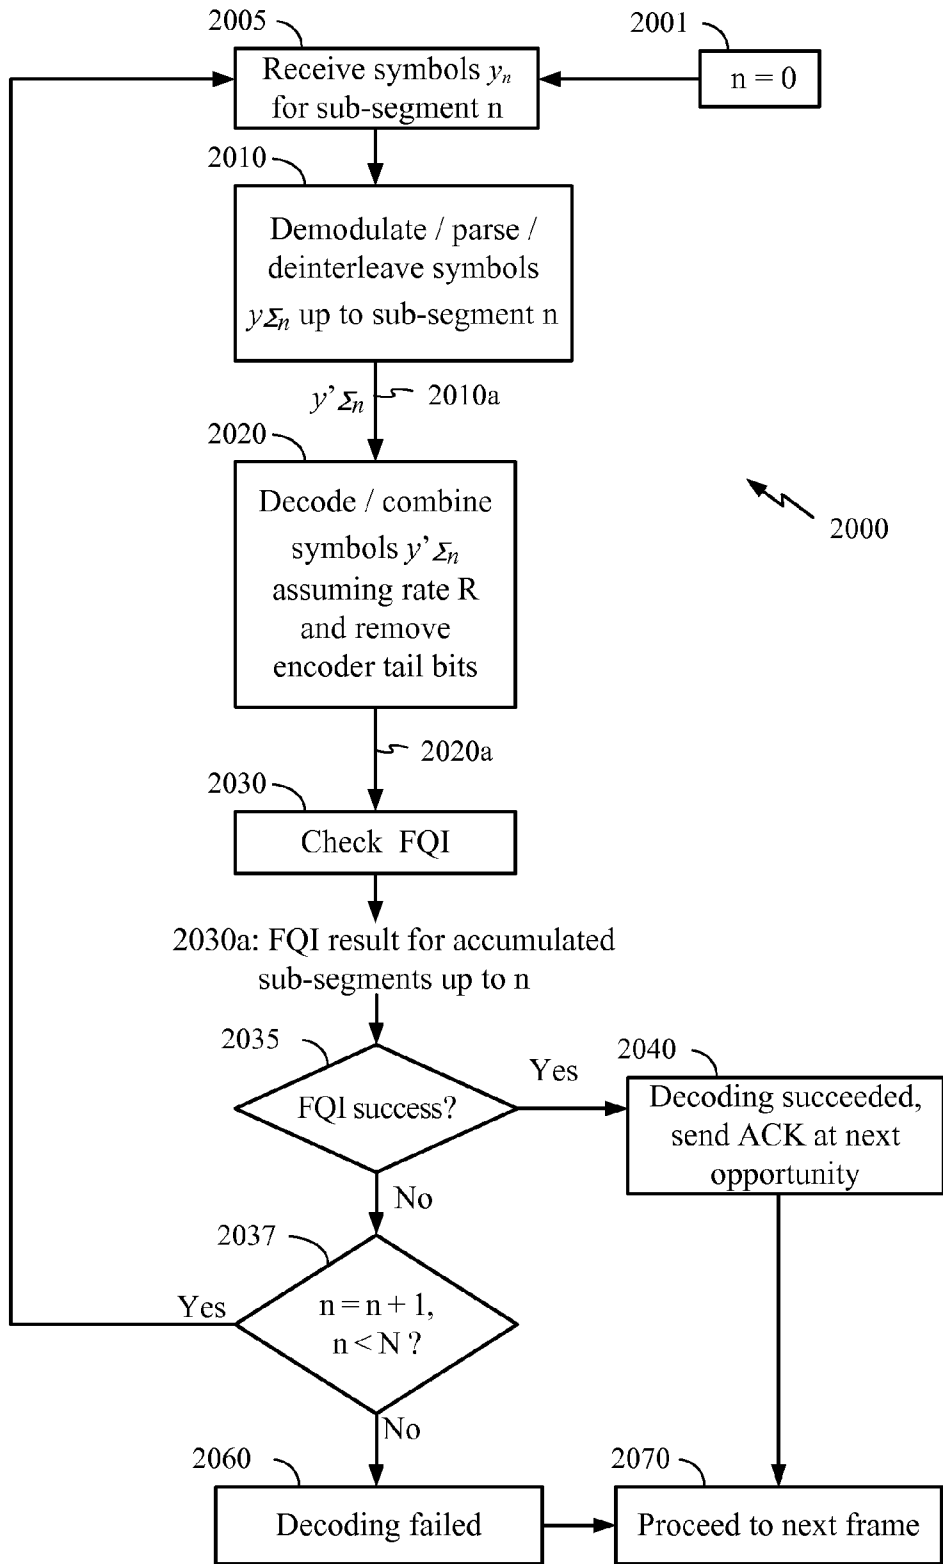 2005
2001
Receive symbols yn
for sub-segment n
n = 0
2010
Demodulate / parse /
deinterleave symbols
yΣn up to sub-segment n
y’Σn
2010a
2020
Decode / combine
symbols y’Σn
assuming rate R
and remove
encoder tail bits
2000
2020a
2030
Check FQI
2030a: FQI result for accumulated
sub-segments up to n
2035
FQI success?
Yes
2040
Decoding succeeded,
send ACK at next
opportunity
No
2037
n = n + 1,
n < N ?
Yes
No
2060
Decoding failed
2070
Proceed to next frame